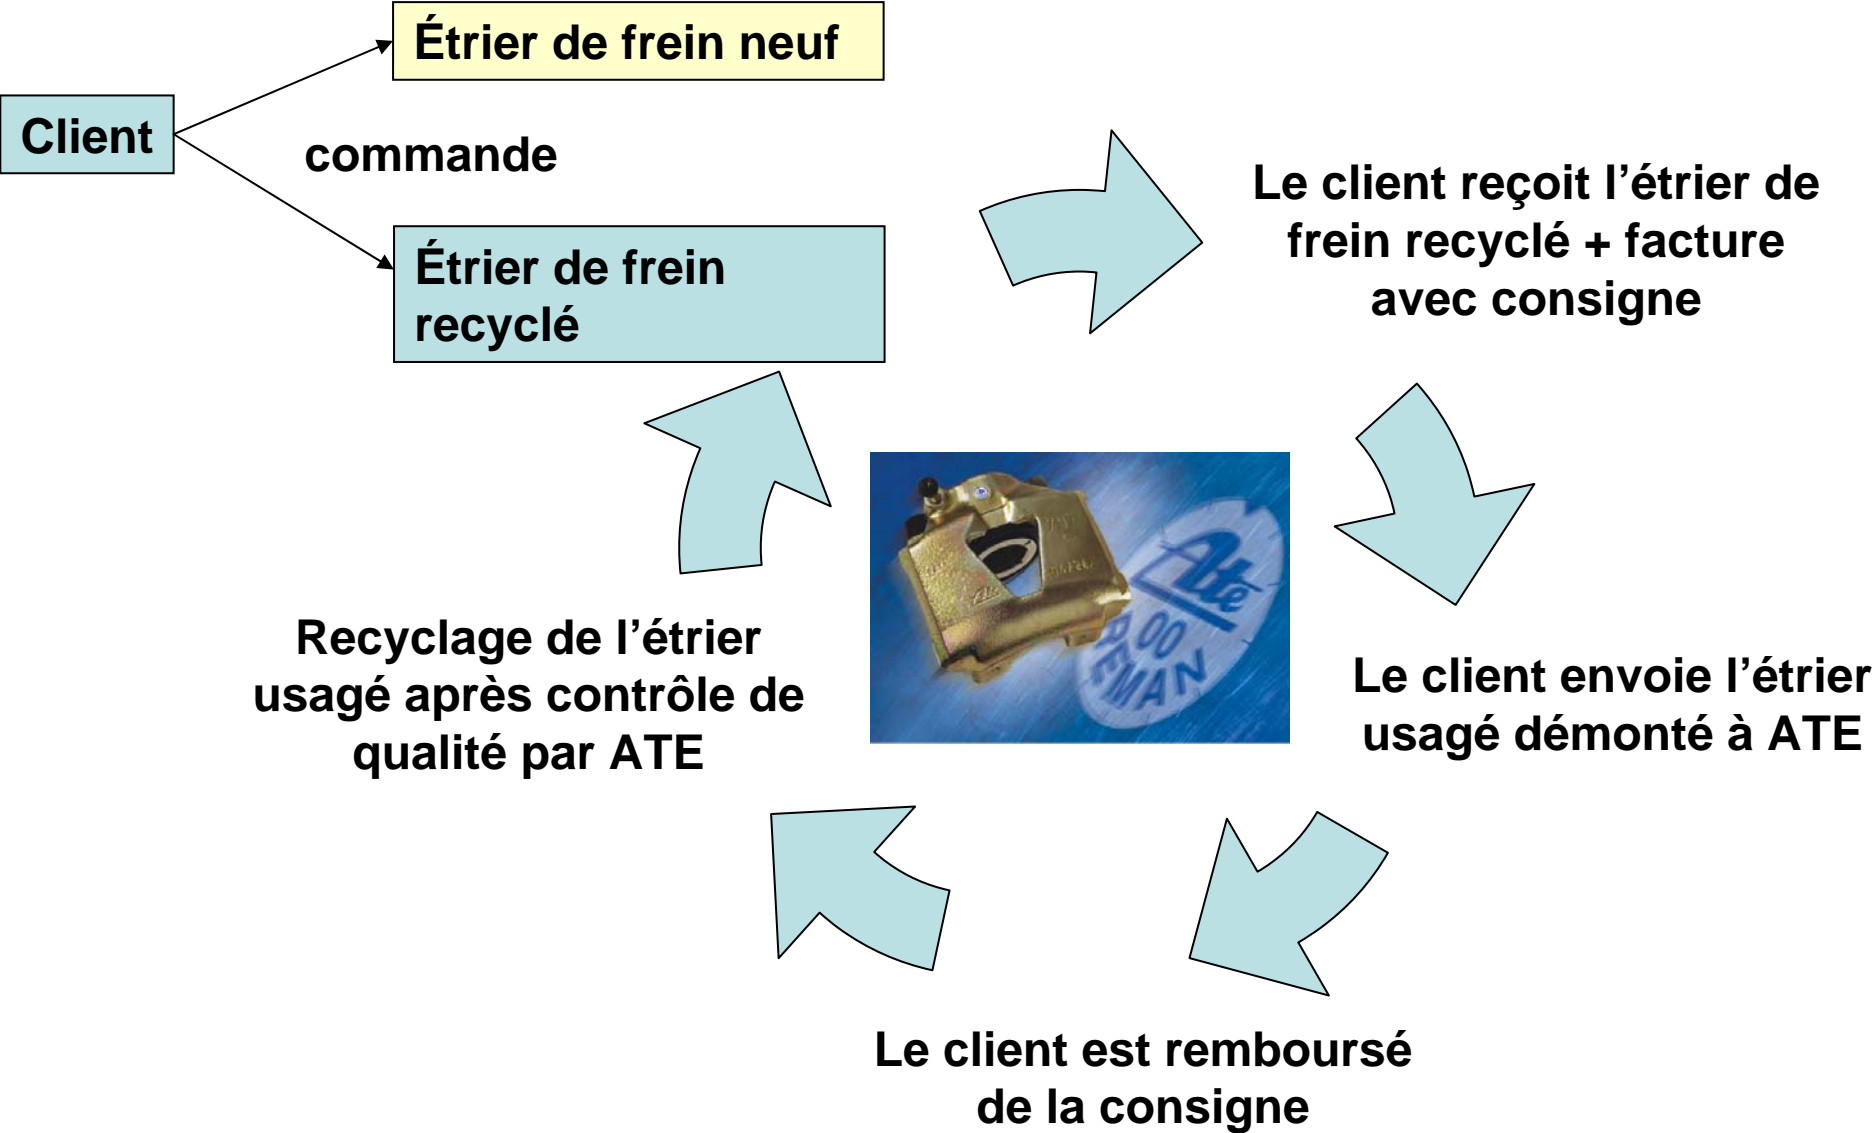 Étrier de frein neuf
Client
commande
Étrier de frein
recyclé
Le client reçoit l’étrier de
frein recyclé + facture
avec consigne
Le client envoie l’étrier
usagé démonté à ATE
Le client est remboursé
de la consigne
Recyclage de l’étrier
usagé après contrôle de
qualité par ATE
Ate
00
REMAN